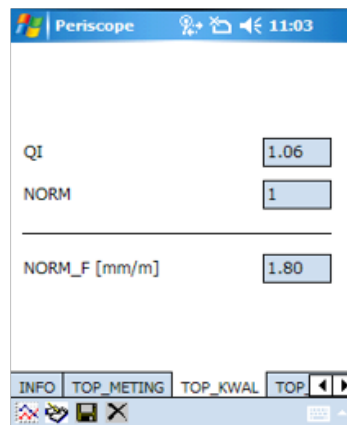 Periscope 11:03
QI 1.06
NORM 1
NORM_F [mm/m] 1.80
INFO TOP_METING TOP_KWAL TOP_